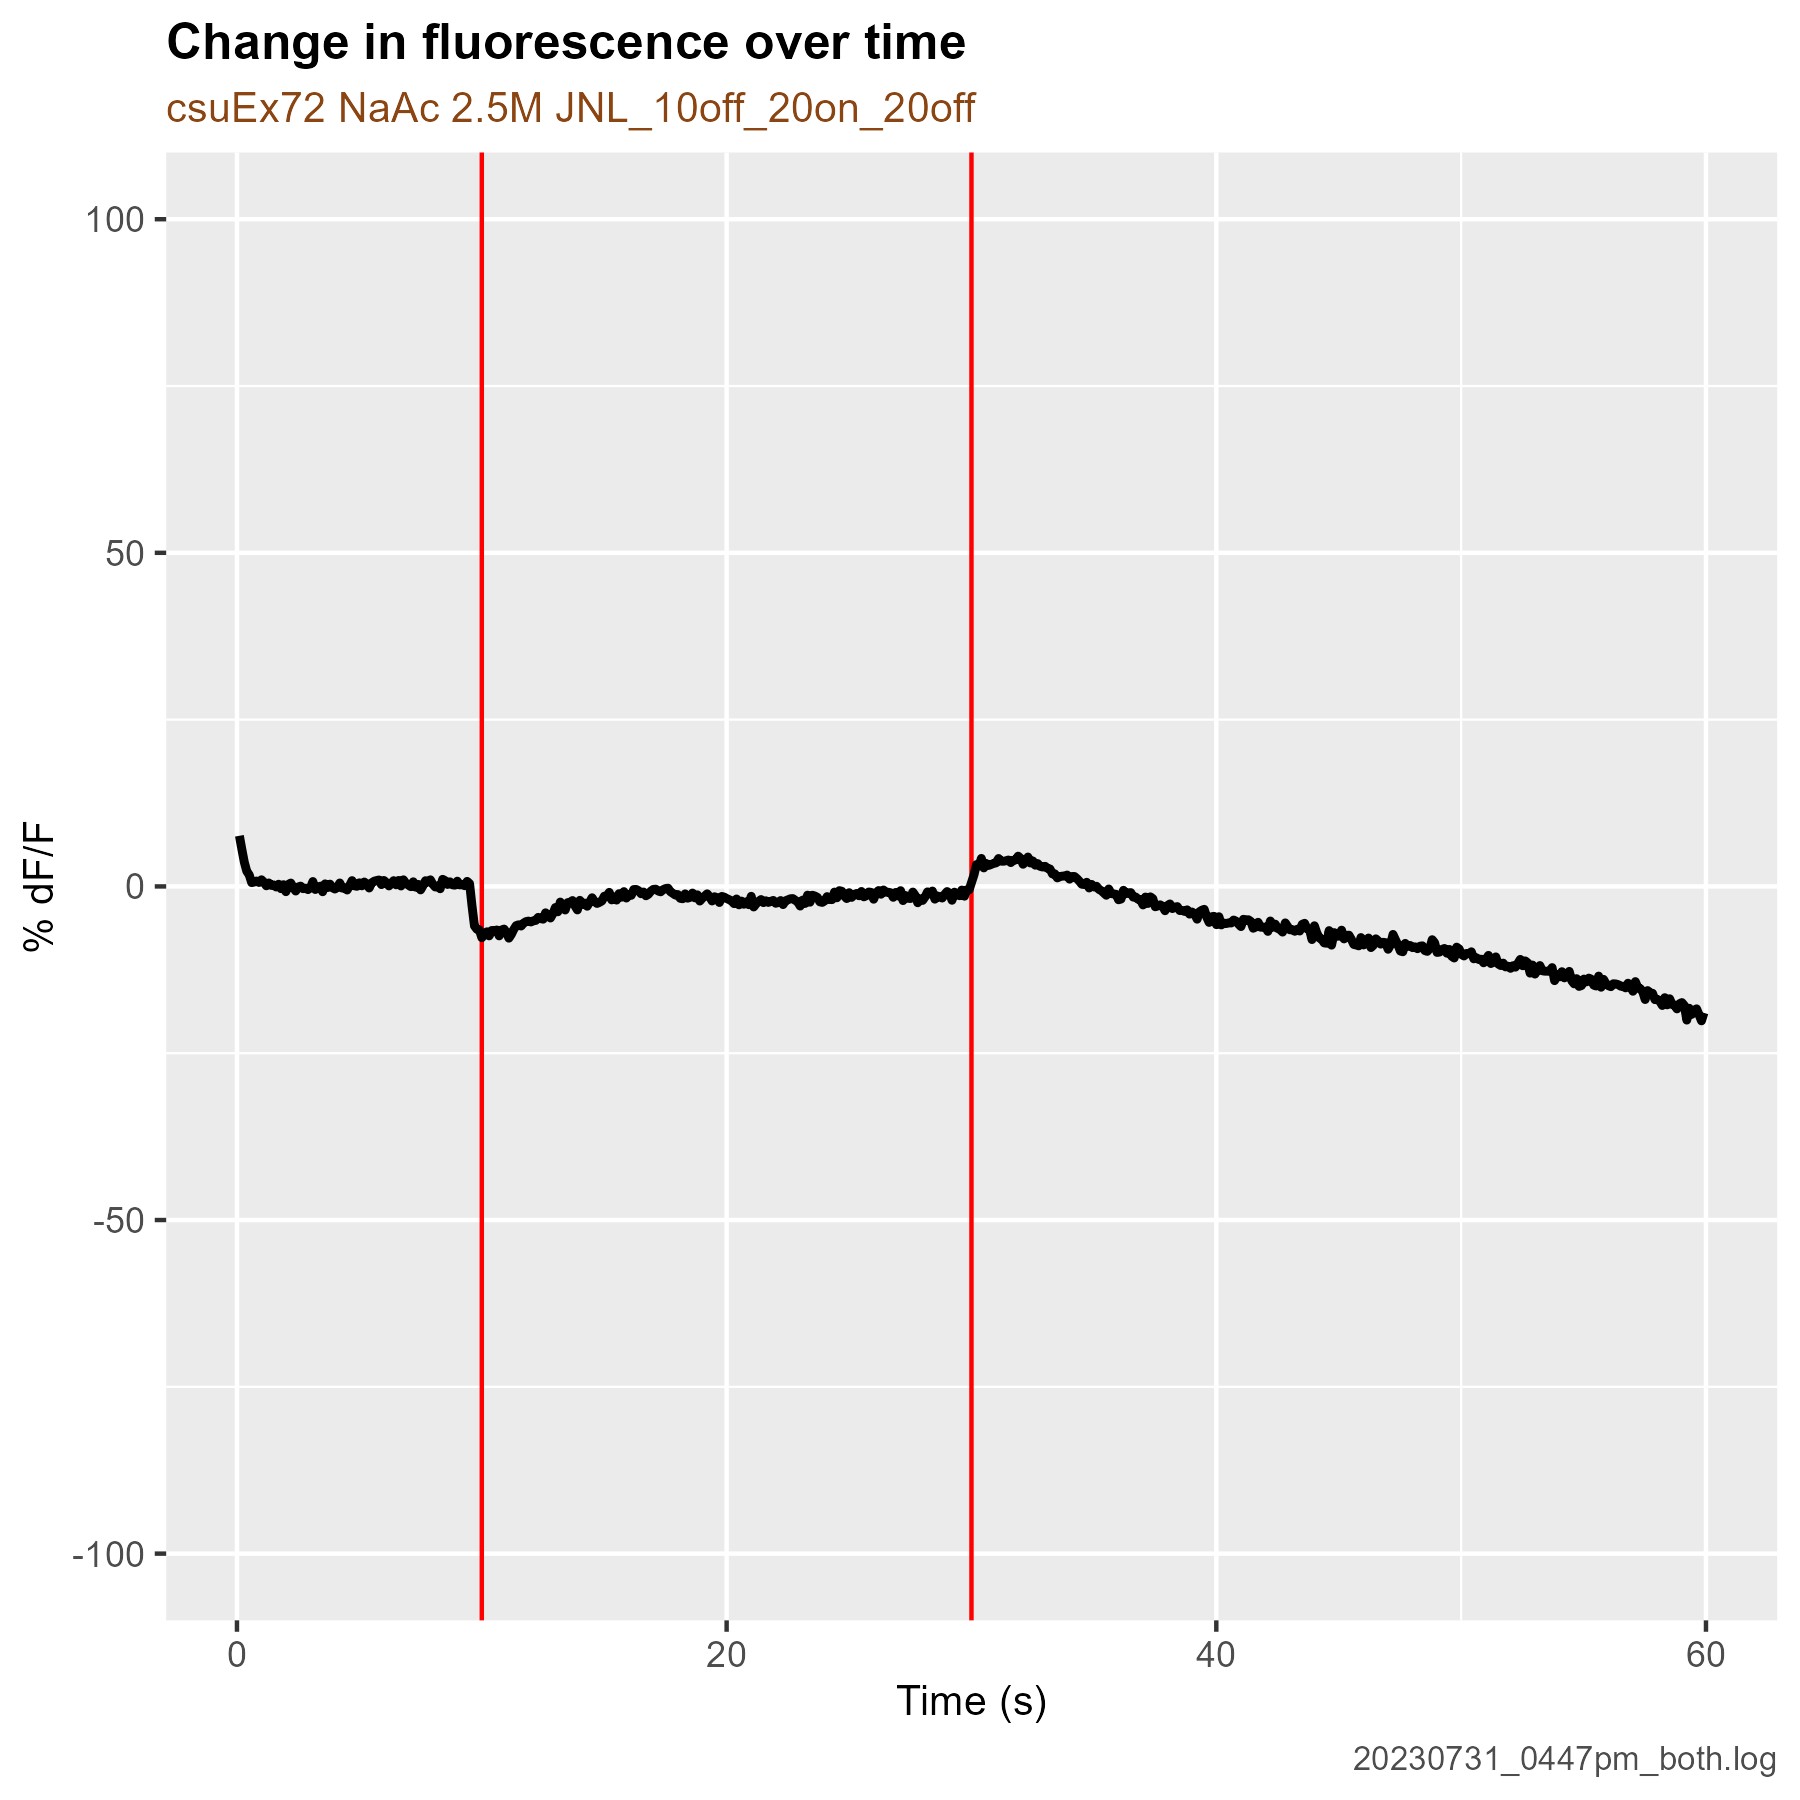 Change in fluorescence over time
csuEx72 NaAc 2.5M JNL_10off_20on_20off
100
50
0
-50
-100
% dF/F
0 20 40 60
Time (s)
20230731_0447pm_both.log